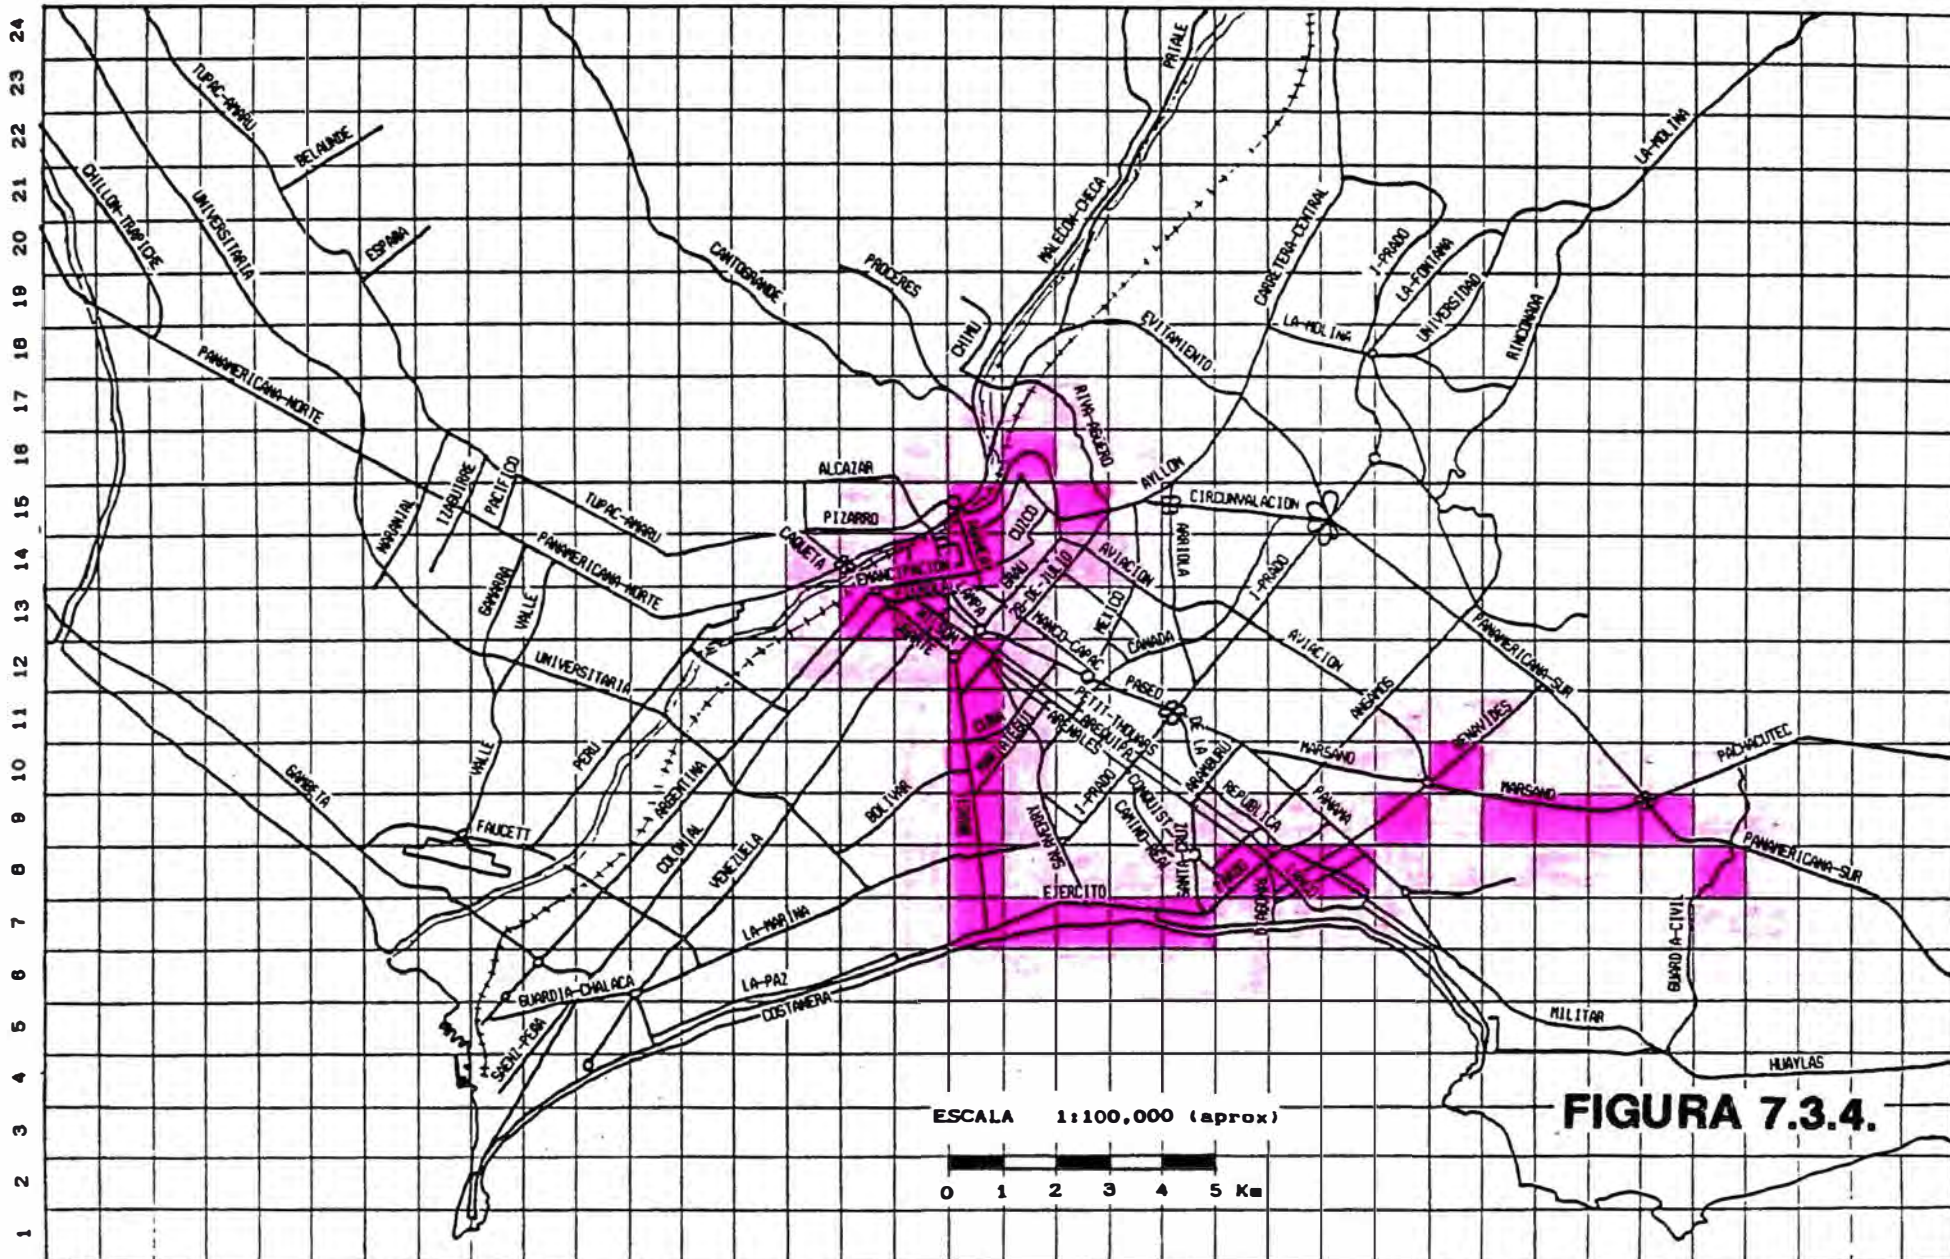 24
23
22
21
20
19
18
17
16
15
14
13
12
11
10
9
8
7
6
5
4
3
2
1
TUPAC-AMARU
BELAUNDE
CHILLON-TRAPICHE
UNIVERSITARIA
ESPAÑA
PANAMERICANA-NORTE
CANTOGRANDE
PROCERES
CHIMU
MALECON-CHECA
PRIALE
EVITAMIENTO
CARRETERA-CENTRAL
LA-MOLINA
J-PRADO
LA-FONTANA
UNIVERSIDAD
LA-MOLINA
RINCONADA
RIVA-AGUERO
NARANJAL
IZAGUIRRE
PACIFICO
TUPAC-AMARU
ALCAZAR
PIZARRO
CAQUETA
AYLLON
CIRCUNVALACION
CUZCO
ARRIOLA
GAMARRA
VALLE
PANAMERICANA-NORTE
EMANCIPACION
LAMPA
GRAU
28-DE-JULIO
AVIACION
J-PRADO
MANCO-CAPAC
MEXICO
CANADA
AVIACION
PANAMERICANA-SUR
UNIVERSITARIA
PASEO
DE
LA
REPUBLICA
PETIT-THOUARS
AREQUIPA
ARENALES
CUBA
MARIATEGUI
ANGAMOS
BENAVIDES
MARSANO
MARSANO
PACHACUTEC
VALLE
PERU
ARGENTINA
GAMBETA
FAUCETT
COLONIAL
VENEZUELA
BOLIVAR
SALAVERRY
J-PRADO
CAMINO-REAL
ARAMBURU
PANAMA
SANTA-CRUZ
PANAMERICANA-SUR
EJERCITO
DIAGONAL
LA-MARINA
GUARDIA-CIVIL
GUARDIA-CHALACA
LA-PAZ
COSTANERA
SAENZ-PEÑA
MILITAR
HUAYLAS
ESCALA 1:100,000 (aprox)
0 1 2 3 4 5 Km
FIGURA 7.3.4.